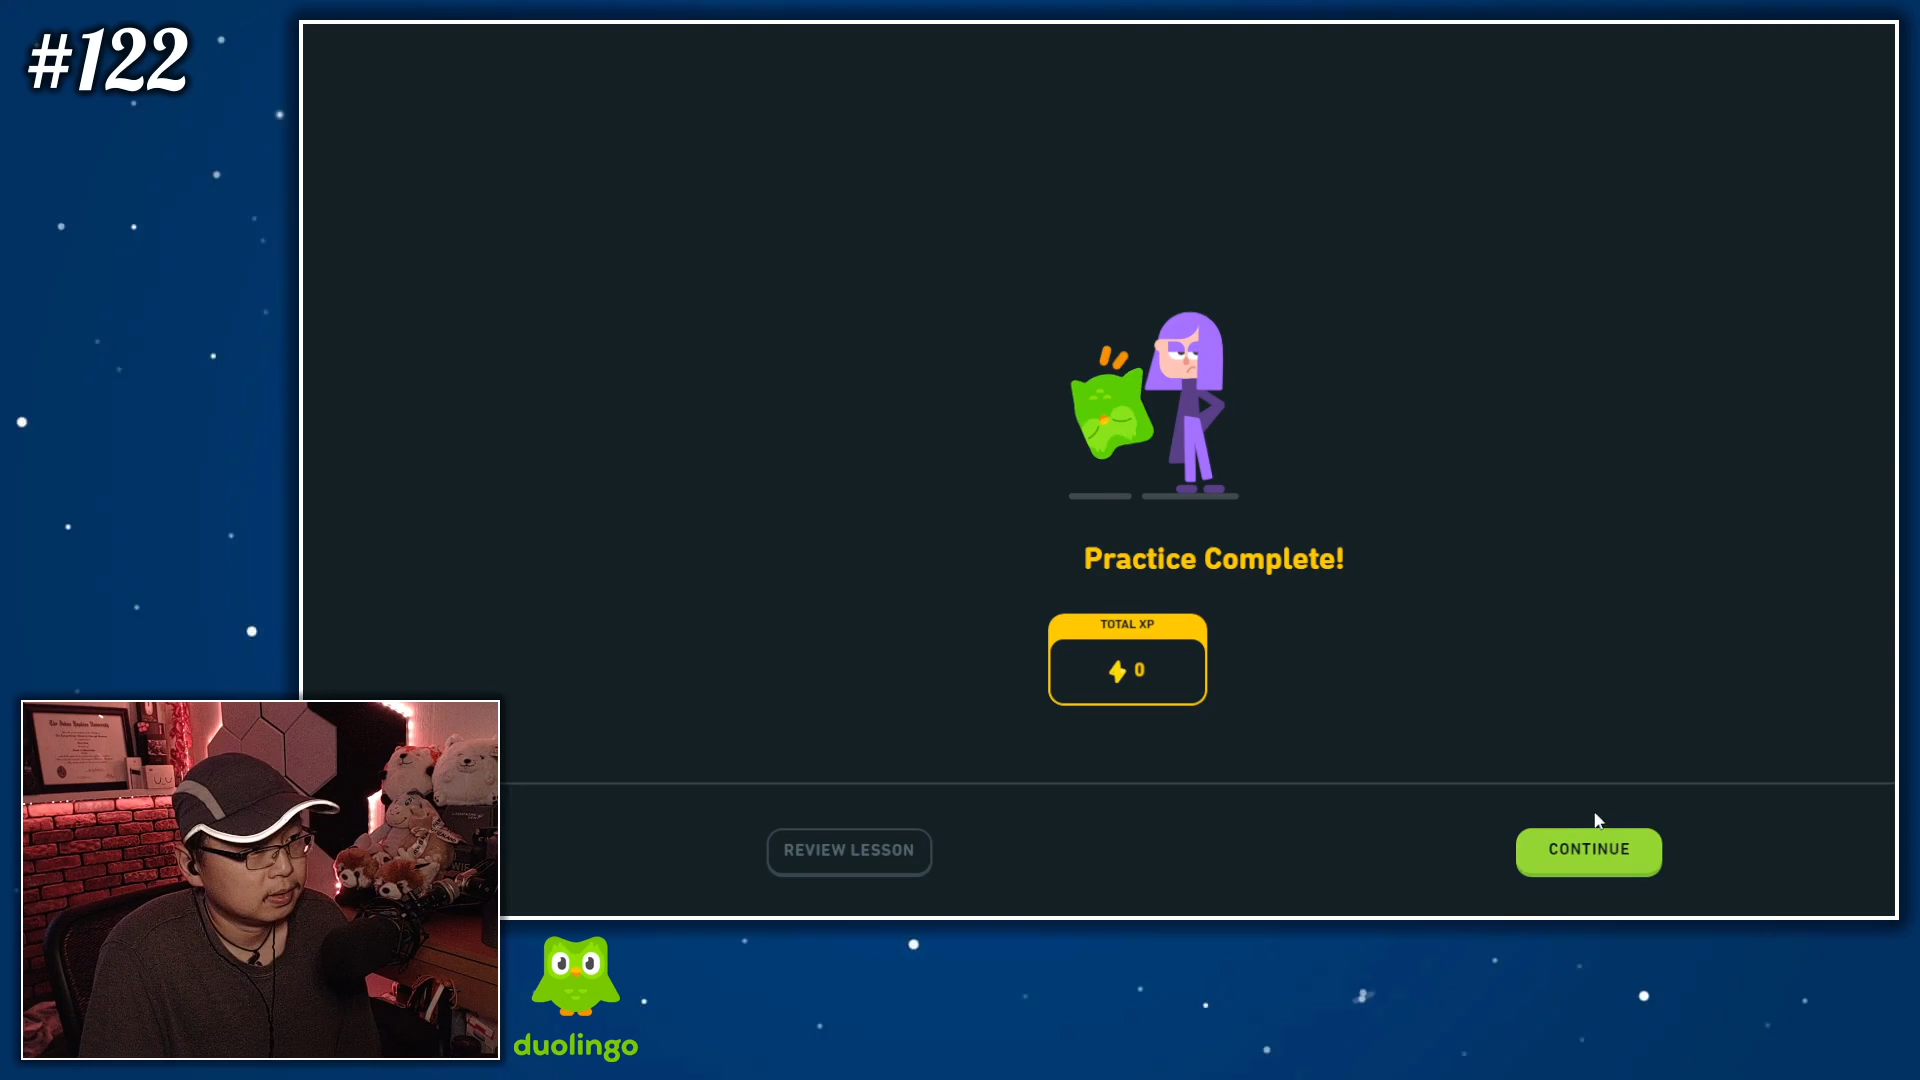 #122
Practice Complete!
TOTAL XP
0
REVIEW LESSON
CONTINUE
duolingo